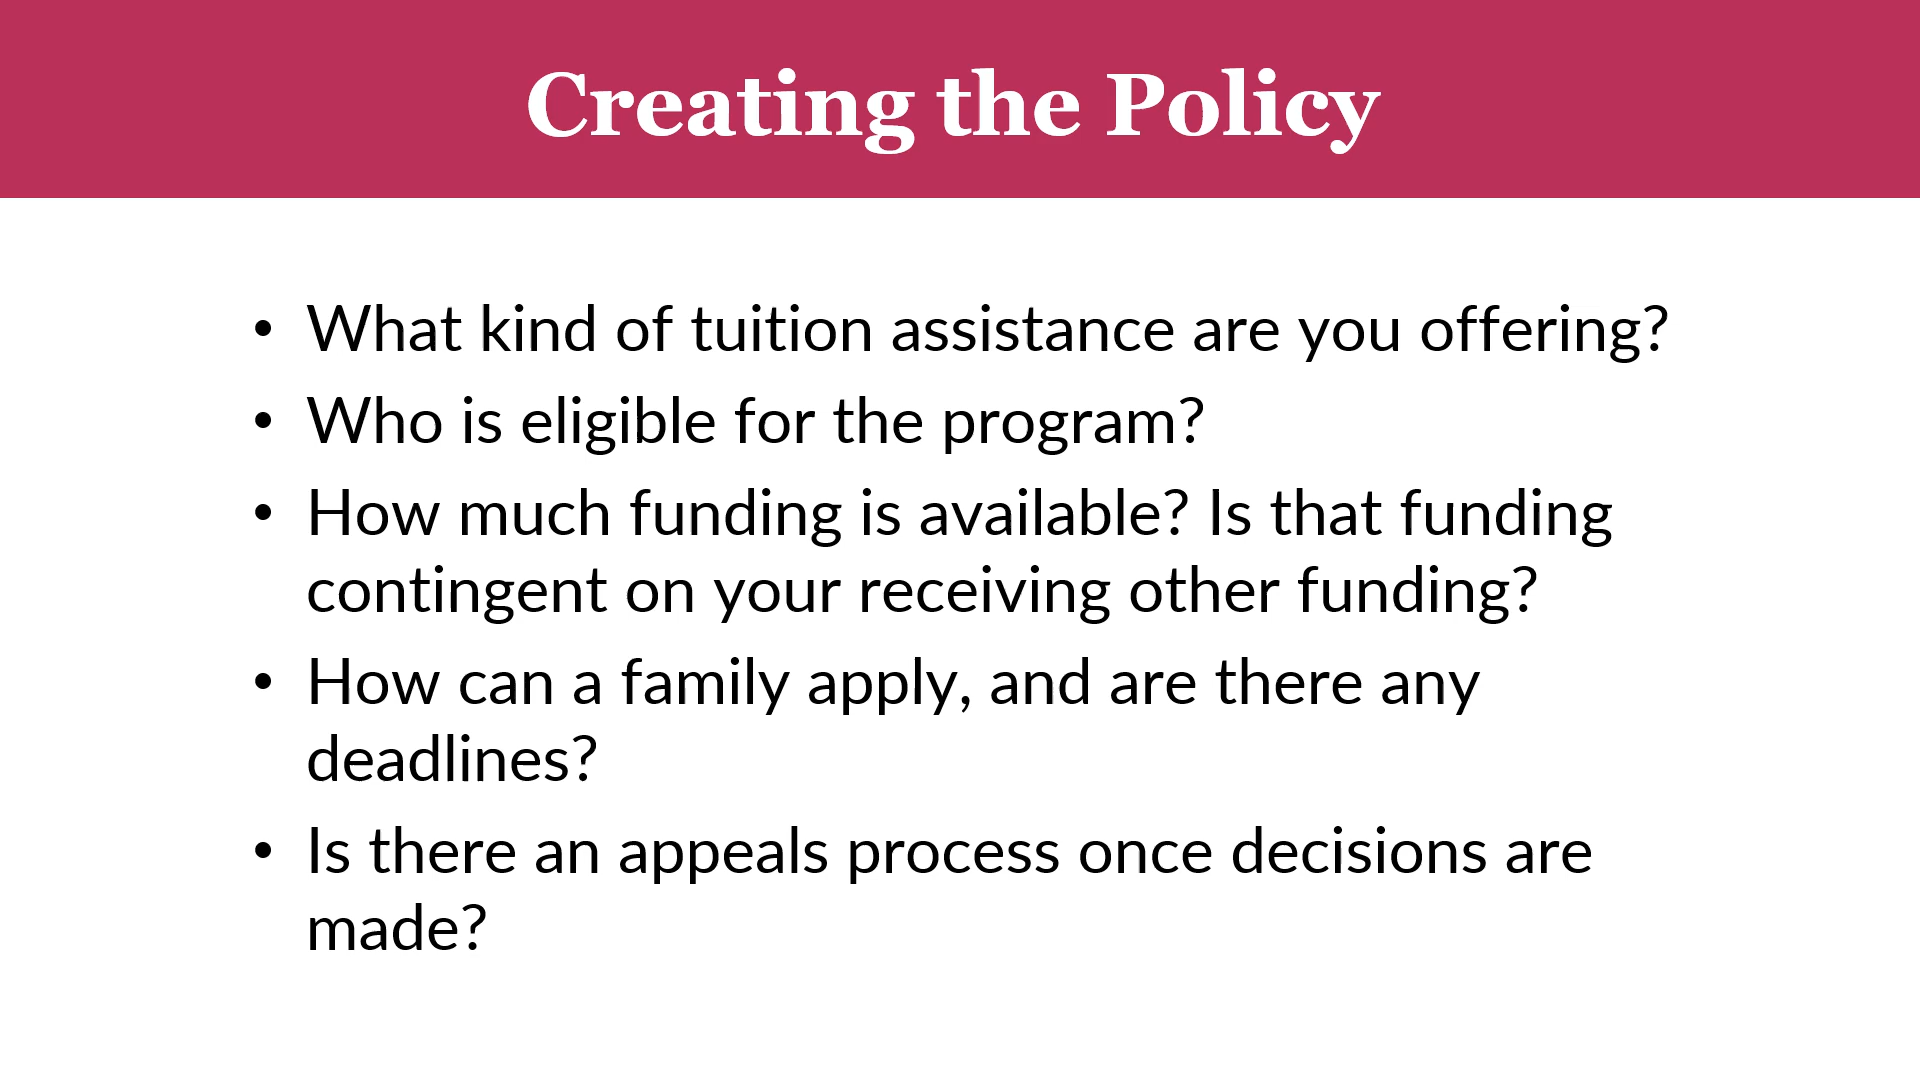 Creating the Policy
• What kind of tuition assistance are you offering?
• Who is eligible for the program?
• How much funding is available? Is that funding
contingent on your receiving other funding?
• How can a family apply, and are there any
deadlines?
• Is there an appeals process once decisions are
made?